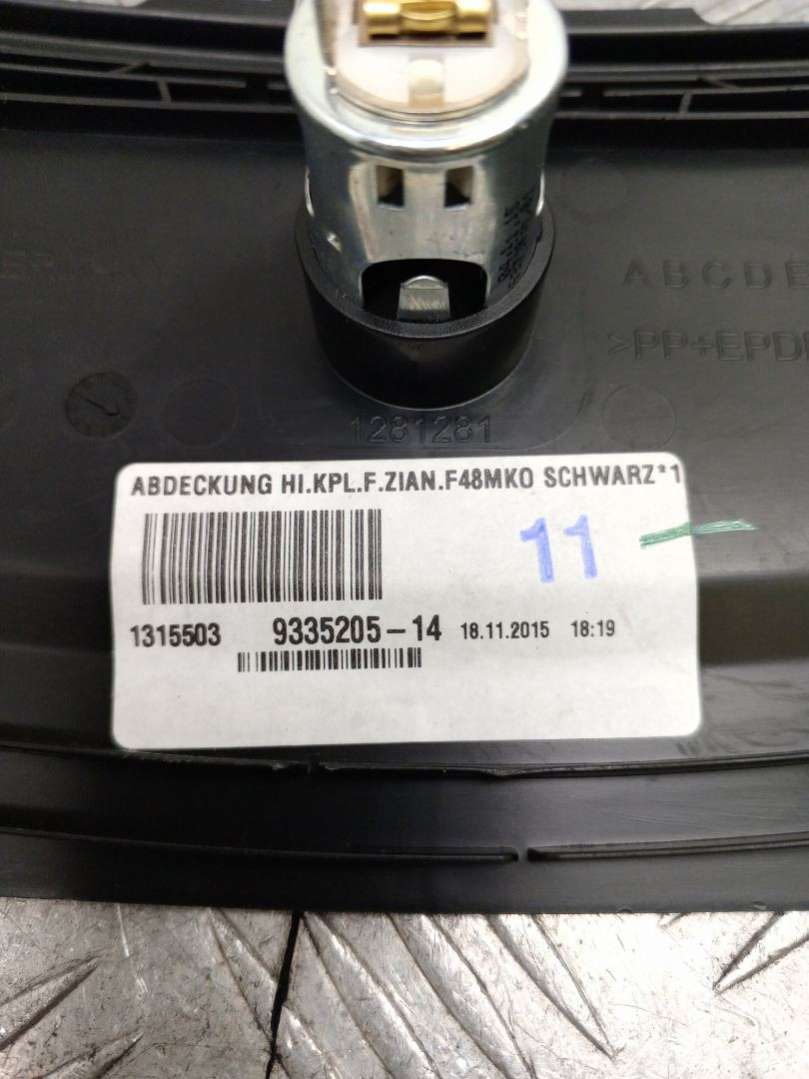 ABCDE
>PP+EPD
1281281
ABDECKUNG HI.KPL.F.ZIAN.F48MKO SCHWARZ*1
11
1315503 9335205-14 18.11.2015 18:19